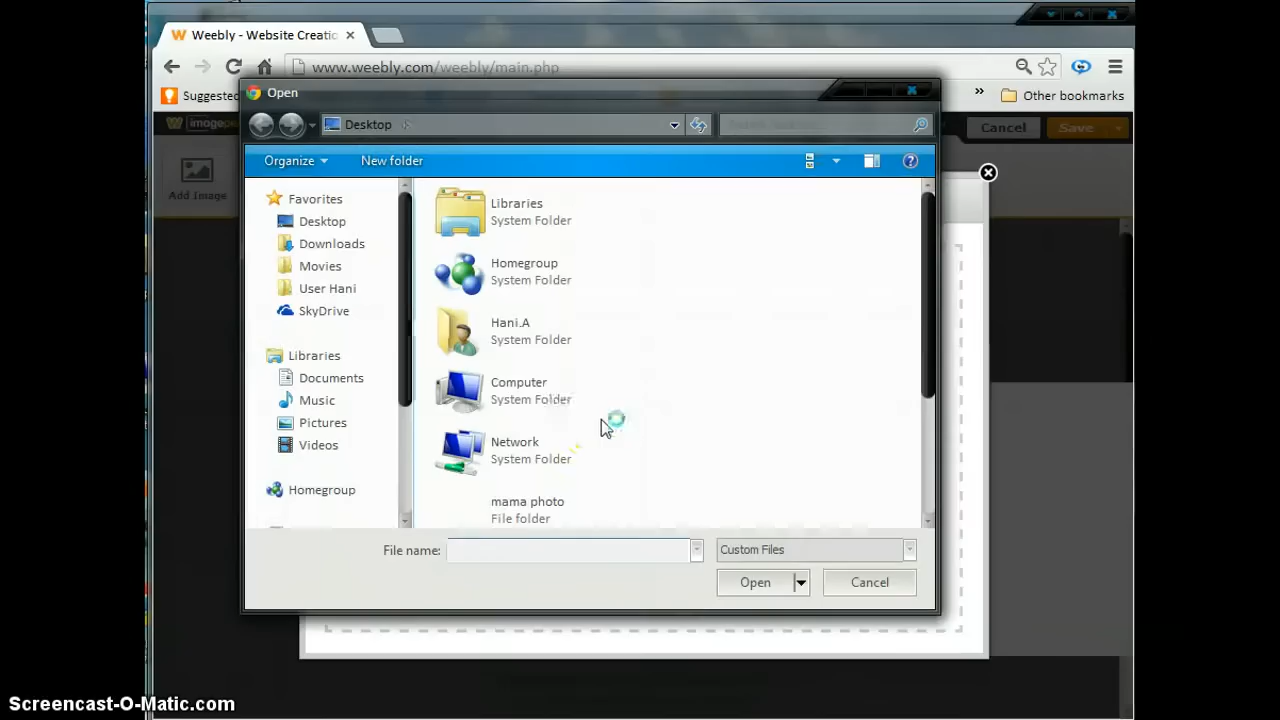 Weebly - Website Creatic
www.weebly.com/weebly/main.php
Suggested
Other bookmarks
Open
Desktop
Cancel
Save
Organize
New folder
Add Image
Favorites
Desktop
Downloads
Movies
User Hani
SkyDrive
Libraries
Documents
Music
Pictures
Videos
Homegroup
Libraries
System Folder
Homegroup
System Folder
Hani.A
System Folder
Computer
System Folder
Network
System Folder
mama photo
File folder
File name:
Custom Files
Open
Cancel
Screencast-O-Matic.com